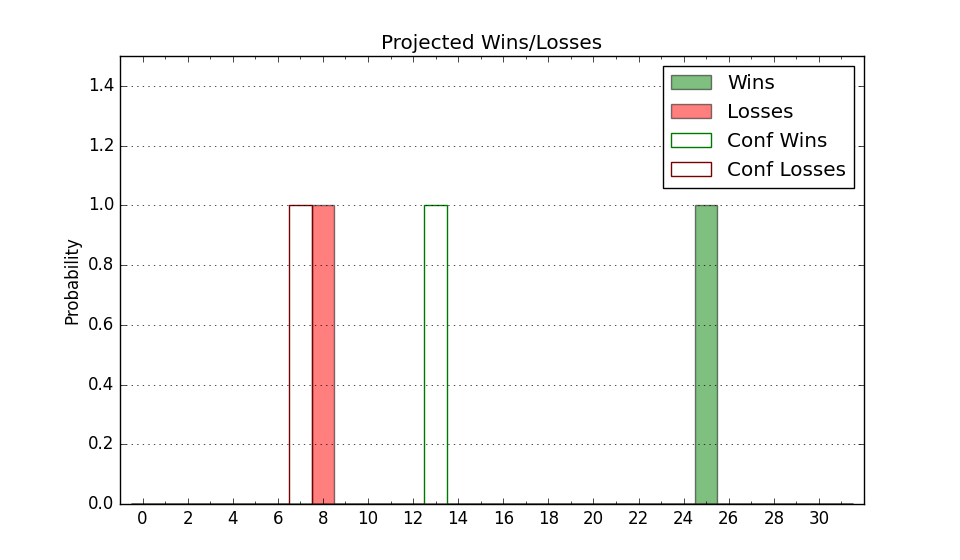 Projected Wins/Losses
1.4
1.2
1.0
0.8
0.6
0.4
0.2
0.0
Probability
Wins
Losses
Conf Wins
Conf Losses
0 2 4 6 8 10 12 14 16 18 20 22 24 26 28 30